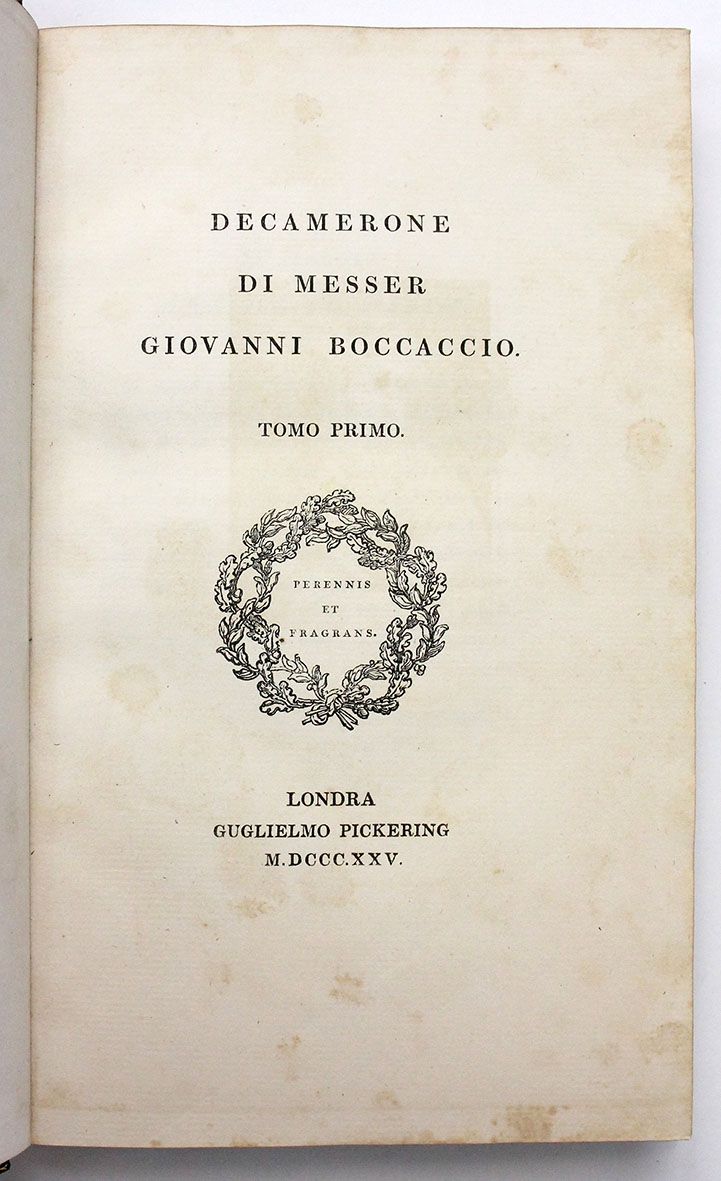 DECAMERONE
DI MESSER
GIOVANNI BOCCACCIO.
TOMO PRIMO.
PERENNIS
ET
FRAGRANS.
LONDRA
GUGLIELMO PICKERING
M.DCCC.XXV.